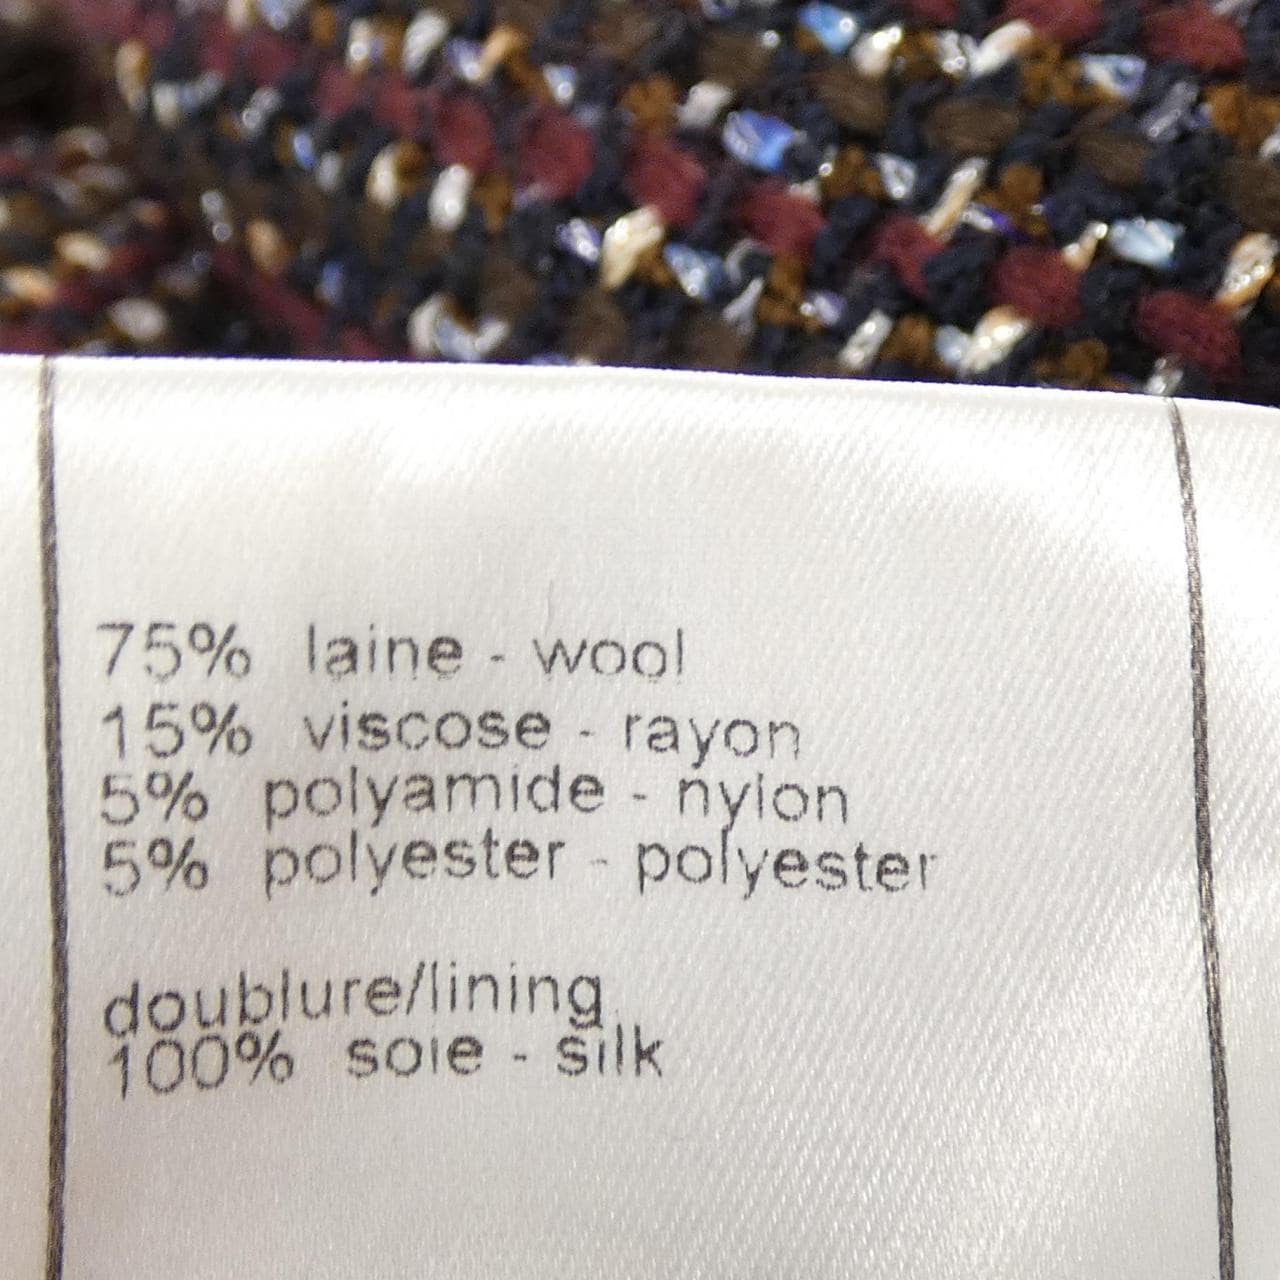 75% laine - wool
15% viscose - rayon
5% polyamide - nylon
5% polyester - polyester
doublure/lining
100% soie - silk